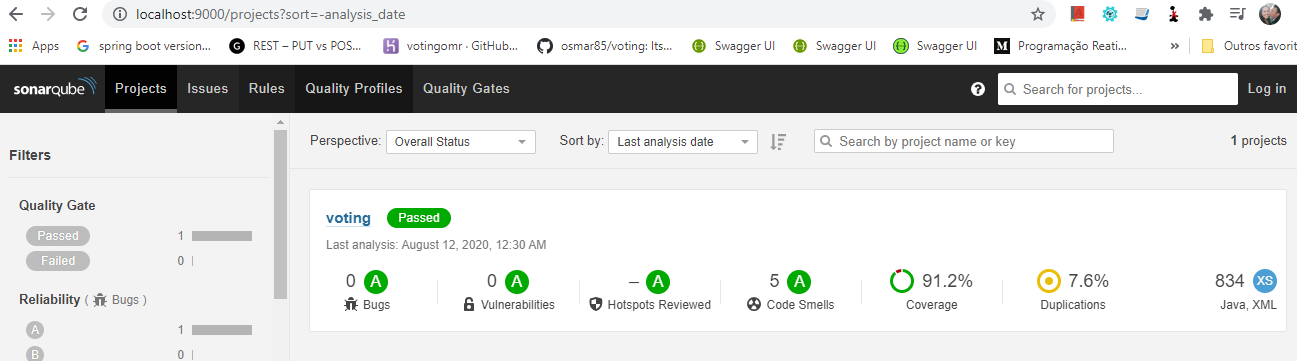 localhost:9000/projects?sort=-analysis_date
Apps spring boot version... REST – PUT vs POS... votingomr · GitHub... osmar85/voting: Its... Swagger UI Swagger UI Swagger UI Programação Reati... » Outros favorit
sonarqube Projects Issues Rules Quality Profiles Quality Gates ? Search for projects... Log in
Perspective: Overall Status Sort by: Last analysis date Search by project name or key 1 projects
Filters
Quality Gate
Passed 1
Failed 0
Reliability ( Bugs )
A 1
B 0
voting Passed
Last analysis: August 12, 2020, 12:30 AM
0 A 0 A – A 5 A 91.2% 7.6% 834 XS
Bugs Vulnerabilities Hotspots Reviewed Code Smells Coverage Duplications Java, XML